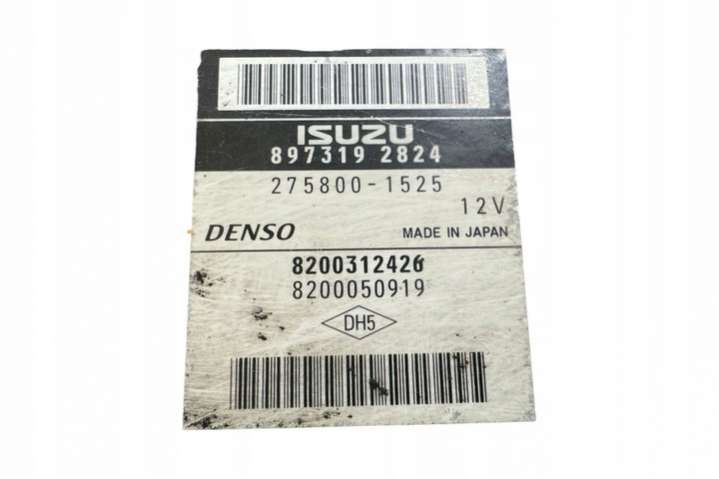 ISUZU
897319 2824
275800-1525
12V
DENSO MADE IN JAPAN
8200312426
8200050919
DH5